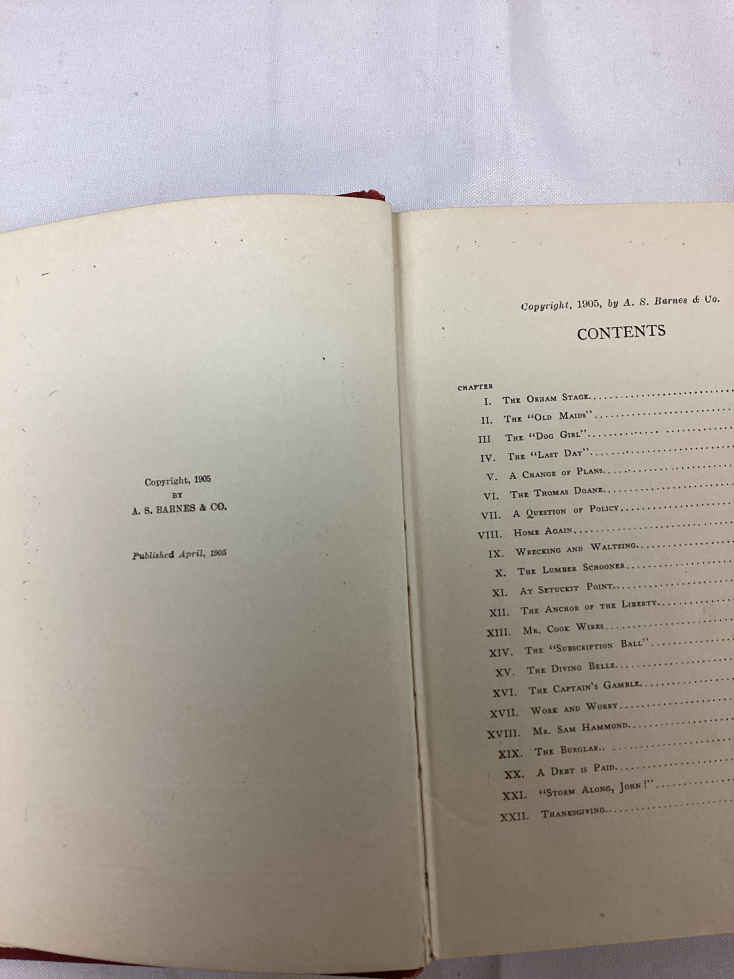 Copyright, 1905
BY
A. S. BARNES & CO.
Published April, 1905
Copyright, 1905, by A. S. Barnes & Co.
CONTENTS
CHAPTER
I. The Orham Stage
II. The "Old Maids"
III The "Dog Girl"
IV. The "Last Day"
V. A Change of Plans
VI. The Thomas Doane
VII. A Question of Policy
VIII. Home Again
IX. Wrecking and Waltzing
X. The Lumber Schooner
XI. At Setuckit Point
XII. The Anchor of the Liberty
XIII. Mr. Cook Wires
XIV. The "Subscription Ball"
XV. The Diving Belle
XVI. The Captain's Gamble
XVII. Work and Worry
XVIII. Mr. Sam Hammond
XIX. The Burglar
XX. A Debt is Paid
XXI. "Storm Along, John!"
XXII. Thanksgiving